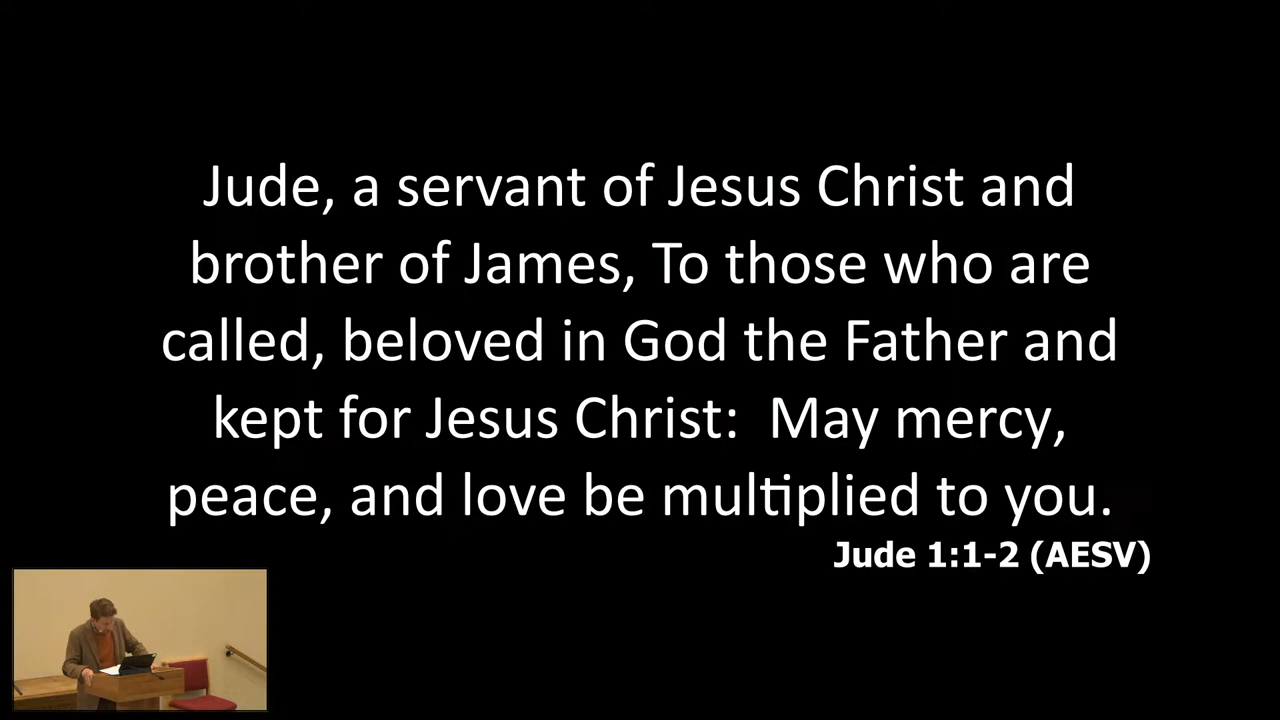 Jude, a servant of Jesus Christ and
brother of James, To those who are
called, beloved in God the Father and
kept for Jesus Christ:  May mercy,
peace, and love be multiplied to you.
Jude 1:1-2 (AESV)